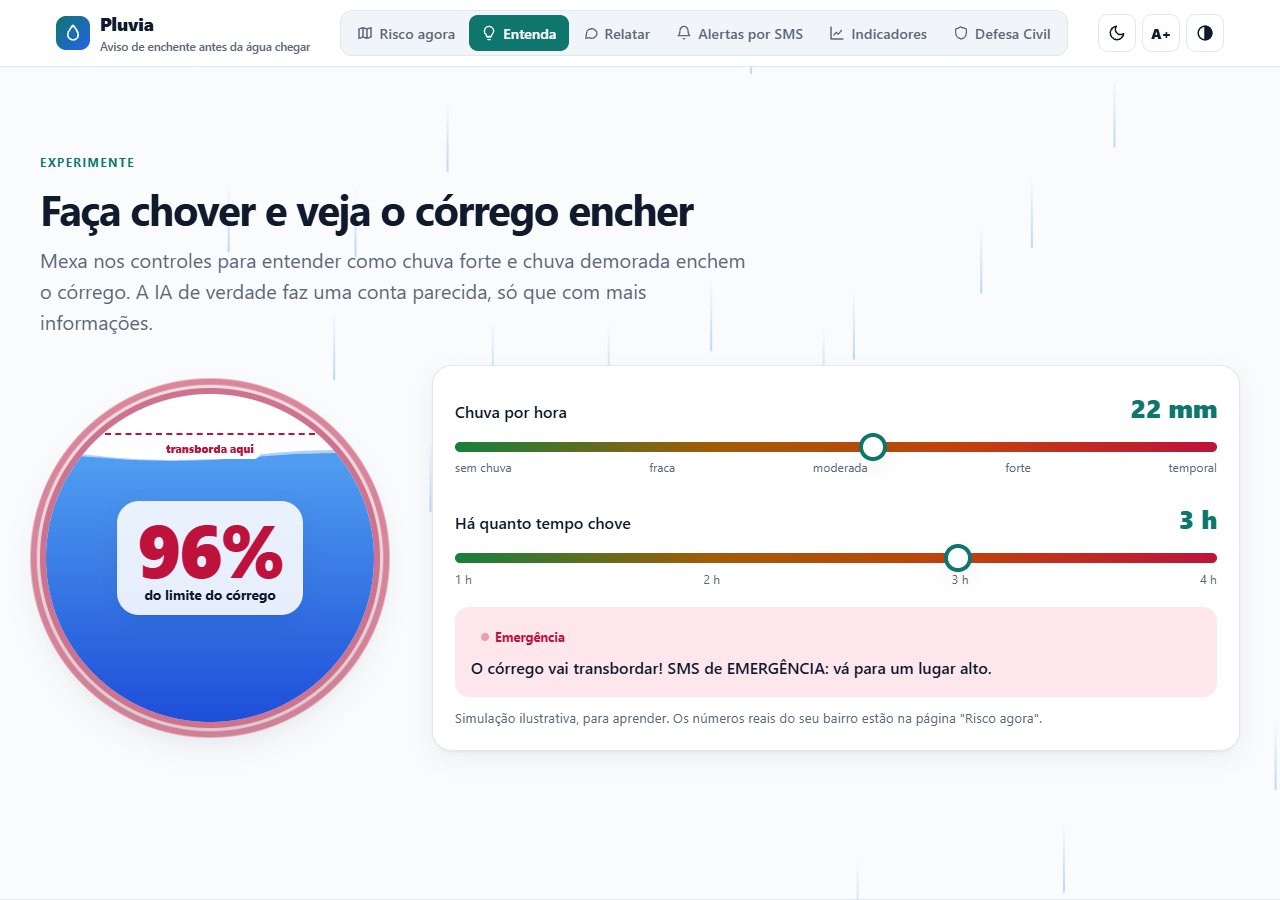 Pluvia
Aviso de enchente antes da água chegar
Risco agora
Entenda
Relatar
Alertas por SMS
Indicadores
Defesa Civil
A+
EXPERIMENTE
Faça chover e veja o córrego encher
Mexa nos controles para entender como chuva forte e chuva demorada enchem
o córrego. A IA de verdade faz uma conta parecida, só que com mais
informações.
transborda aqui
96%
do limite do córrego
Chuva por hora
22 mm
sem chuva
fraca
moderada
forte
temporal
Há quanto tempo chove
3 h
1 h
2 h
3 h
4 h
Emergência
O córrego vai transbordar! SMS de EMERGÊNCIA: vá para um lugar alto.
Simulação ilustrativa, para aprender. Os números reais do seu bairro estão na página "Risco agora".